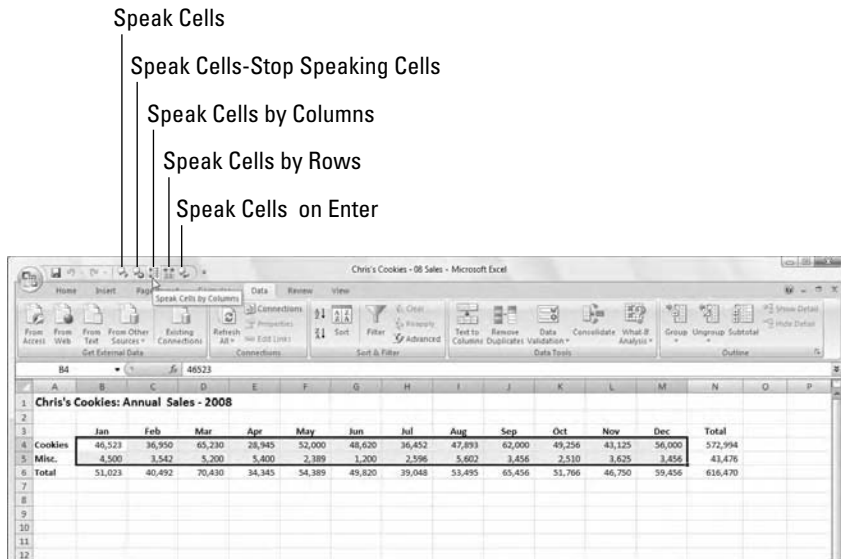 Speak Cells
Speak Cells-Stop Speaking Cells
Speak Cells by Columns
Speak Cells by Rows
Speak Cells on Enter
Chris's Cookies - 08 Sales - Microsoft Excel
Home Insert Data Review View
Speak Cells by Columns
From Access From Web From Text From Other Sources Existing Connections Refresh All Connections Properties Edit Links Sort Filter Clear Reapply Advanced Text to Columns Remove Duplicates Data Validation Consolidate What-If Analysis Group Ungroup Subtotal Show Detail Hide Detail
Get External Data Connections Sort & Filter Data Tools Outline
B4 fx 46523
A B C D E F G H I J K L M N O P
1 Chris's Cookies: Annual Sales - 2008
2
3 Jan Feb Mar Apr May Jun Jul Aug Sep Oct Nov Dec Total
4 Cookies 46,523 36,950 65,230 28,945 52,000 48,620 36,452 47,893 62,000 49,256 43,125 56,000 572,994
5 Misc. 4,500 3,542 5,200 5,400 2,389 1,200 2,596 5,602 3,456 2,510 3,625 3,456 43,476
6 Total 51,023 40,492 70,430 34,345 54,389 49,820 39,048 53,495 65,456 51,766 46,750 59,456 616,470
7
8
9
10
11
12